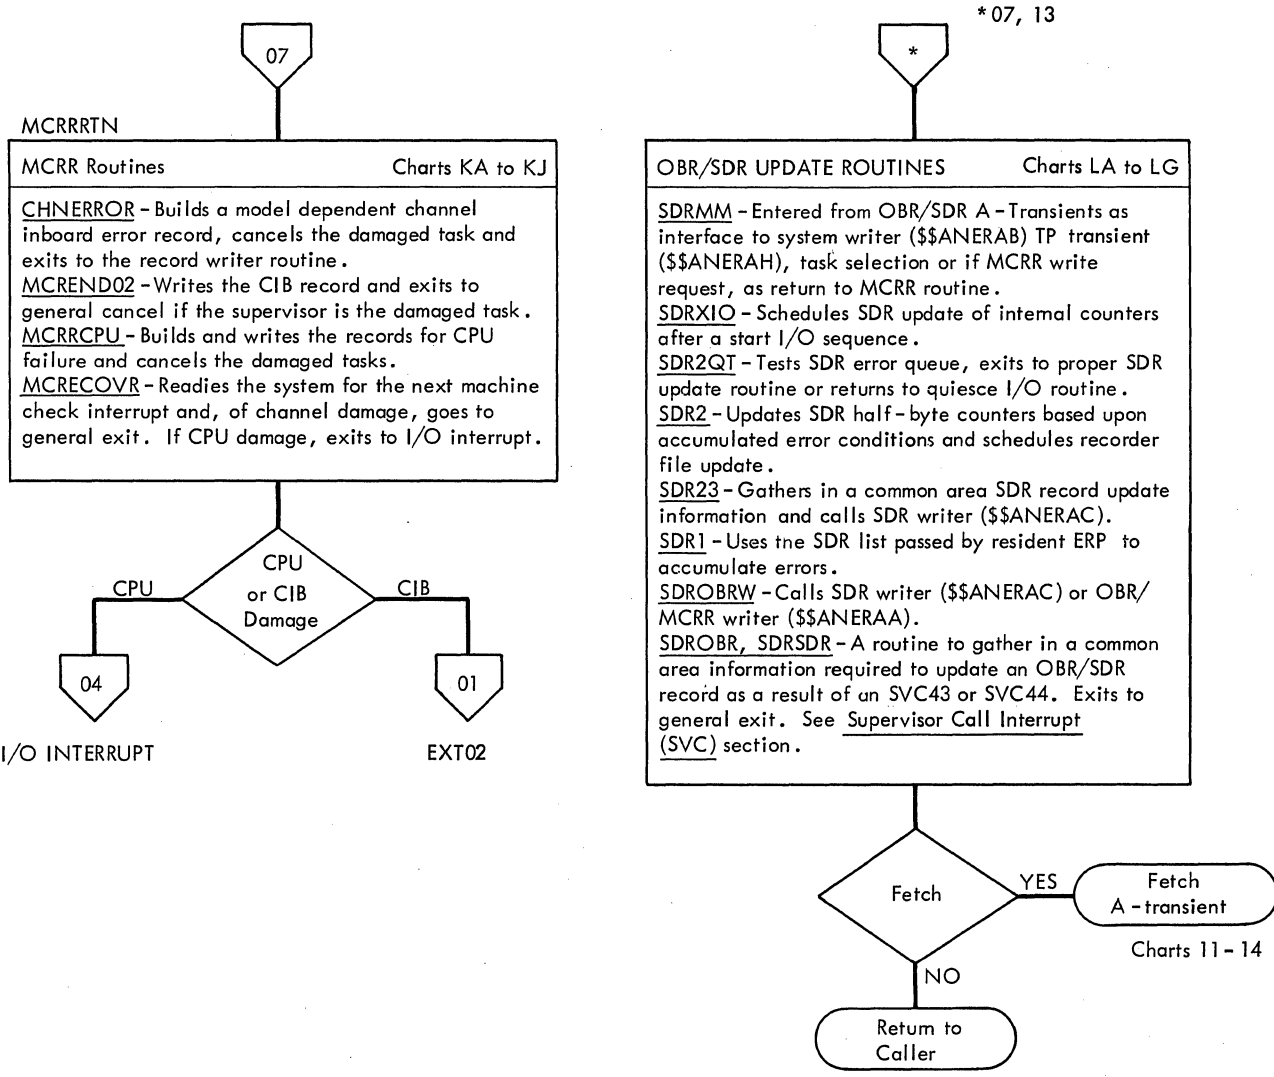 07
MCRRRTN
MCRR Routines Charts KA to KJ
CHNERROR - Builds a model dependent channel
inboard error record, cancels the damaged task and
exits to the record writer routine.
MCREND02 - Writes the CIB record and exits to
general cancel if the supervisor is the damaged task.
MCRRCPU - Builds and writes the records for CPU
failure and cancels the damaged tasks.
MCRECOVR - Readies the system for the next machine
check interrupt and, of channel damage, goes to
general exit. If CPU damage, exits to I/O interrupt.
CPU
or CIB
Damage
CPU
CIB
04
01
I/O INTERRUPT
EXT02
*07, 13
*
OBR/SDR UPDATE ROUTINES Charts LA to LG
SDRMM - Entered from OBR/SDR A-Transients as
interface to system writer ($$ANERAB) TP transient
($$ANERAH), task selection or if MCRR write
request, as return to MCRR routine.
SDRXIO - Schedules SDR update of internal counters
after a start I/O sequence.
SDR2QT - Tests SDR error queue, exits to proper SDR
update routine or returns to quiesce I/O routine.
SDR2 - Updates SDR half-byte counters based upon
accumulated error conditions and schedules recorder
file update.
SDR23 - Gathers in a common area SDR record update
information and calls SDR writer ($$ANERAC).
SDR1 - Uses the SDR list passed by resident ERP to
accumulate errors.
SDROBRW - Calls SDR writer ($$ANERAC) or OBR/
MCRR writer ($$ANERAA).
SDROBR, SDRSDR - A routine to gather in a common
area information required to update an OBR/SDR
record as a result of an SVC43 or SVC44. Exits to
general exit. See Supervisor Call Interrupt
(SVC) section.
Fetch
YES
Fetch
A-transient
Charts 11-14
NO
Return to
Caller